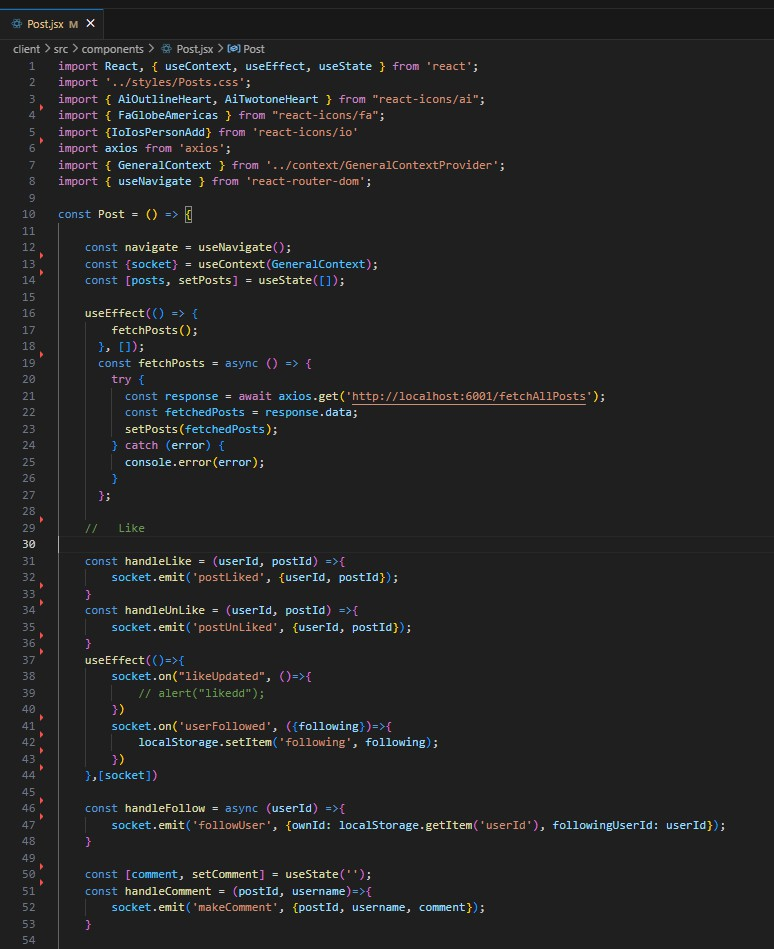 Post.jsx M ×
client > src > components > Post.jsx > Post
1 import React, { useContext, useEffect, useState } from 'react';
2 import '../styles/Posts.css';
3 import { AiOutlineHeart, AiTwotoneHeart } from "react-icons/ai";
4 import { FaGlobeAmericas } from "react-icons/fa";
5 import {IoIosPersonAdd} from 'react-icons/io'
6 import axios from 'axios';
7 import { GeneralContext } from '../context/GeneralContextProvider';
8 import { useNavigate } from 'react-router-dom';
9
10 const Post = () => {
11
12     const navigate = useNavigate();
13     const {socket} = useContext(GeneralContext);
14     const [posts, setPosts] = useState([]);
15
16     useEffect(() => {
17         fetchPosts();
18       }, []);
19       const fetchPosts = async () => {
20         try {
21           const response = await axios.get('http://localhost:6001/fetchAllPosts');
22           const fetchedPosts = response.data;
23           setPosts(fetchedPosts);
24         } catch (error) {
25           console.error(error);
26         }
27       };
28
29     //   Like
30
31     const handleLike = (userId, postId) =>{
32         socket.emit('postLiked', {userId, postId});
33     }
34     const handleUnLike = (userId, postId) =>{
35         socket.emit('postUnLiked', {userId, postId});
36     }
37     useEffect(()=>{
38         socket.on("likeUpdated", ()=>{
39             // alert("likedd");
40         })
41         socket.on('userFollowed', ({following})=>{
42             localStorage.setItem('following', following);
43         })
44     },[socket])
45
46     const handleFollow = async (userId) =>{
47         socket.emit('followUser', {ownId: localStorage.getItem('userId'), followingUserId: userId});
48     }
49
50     const [comment, setComment] = useState('');
51     const handleComment = (postId, username)=>{
52         socket.emit('makeComment', {postId, username, comment});
53     }
54